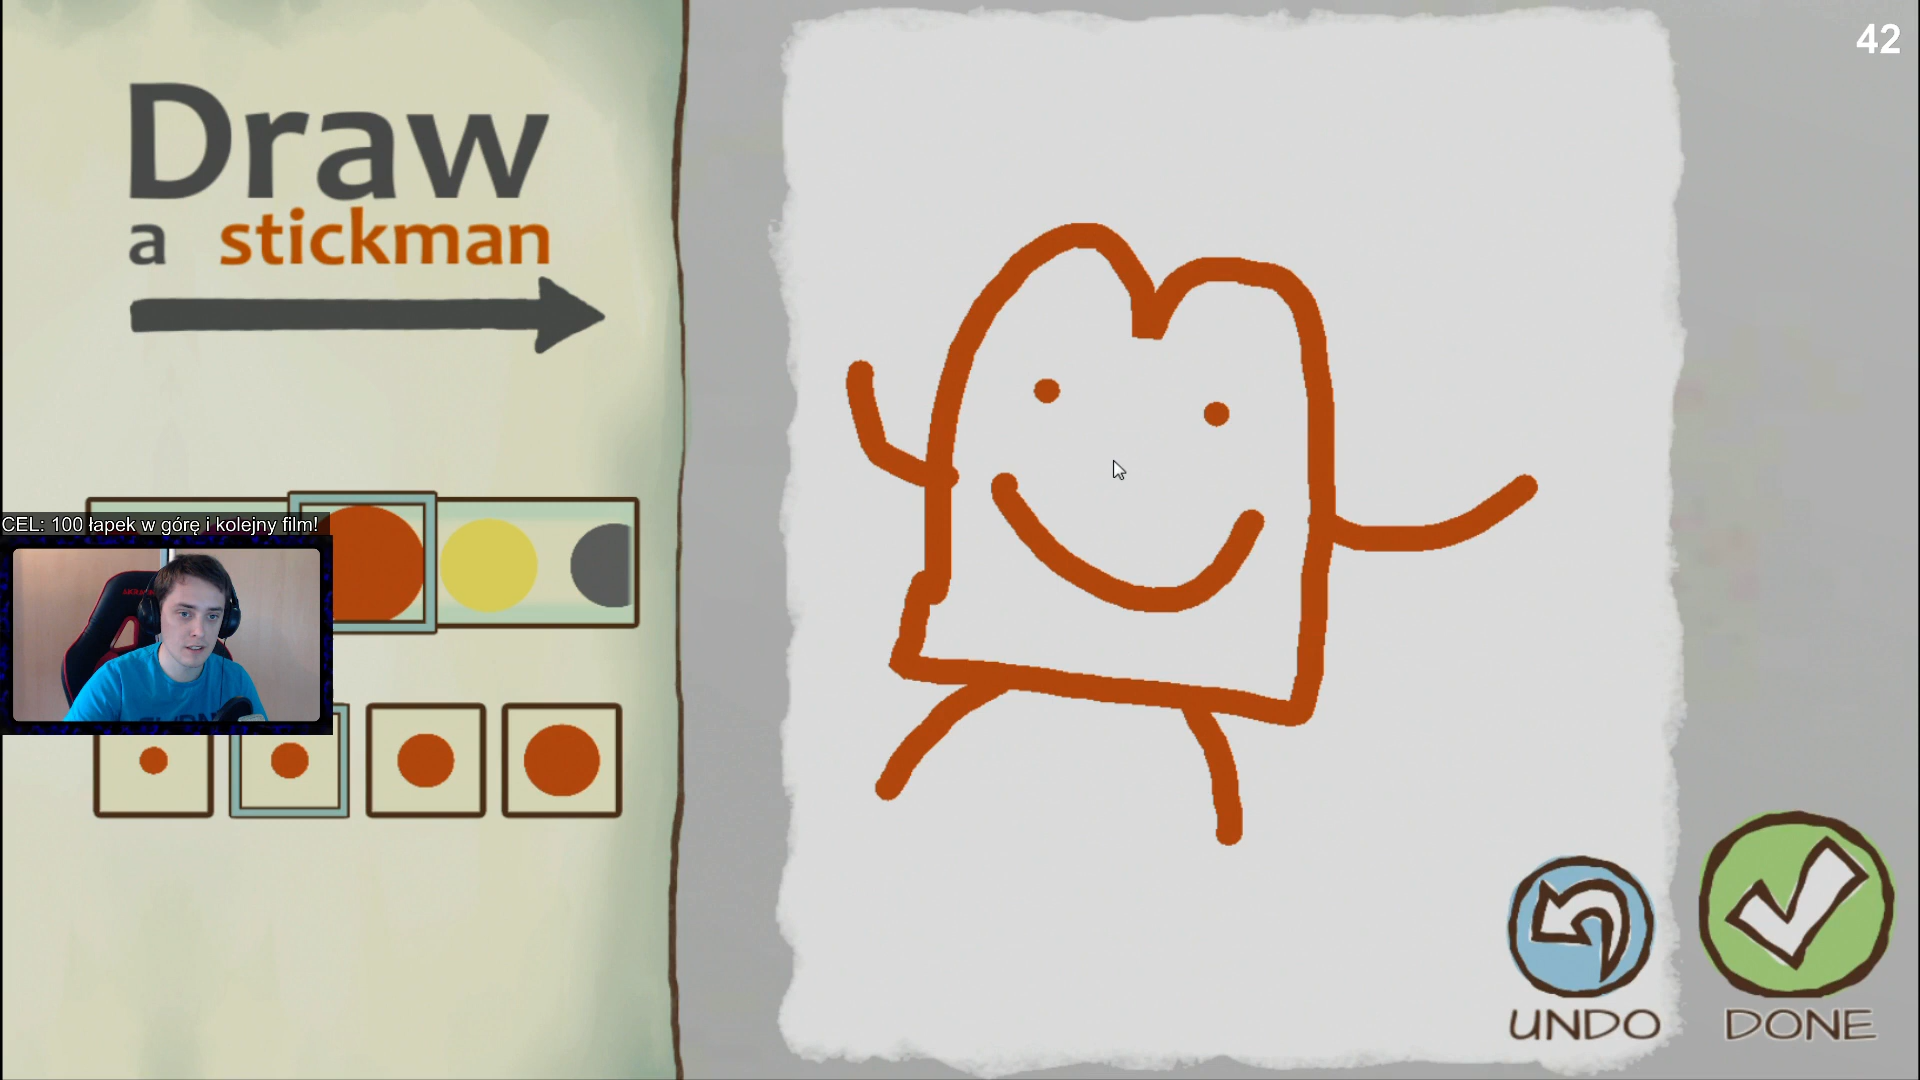 42
Draw
a stickman
CEL: 100 łapek w górę i kolejny film!
UNDO
DONE